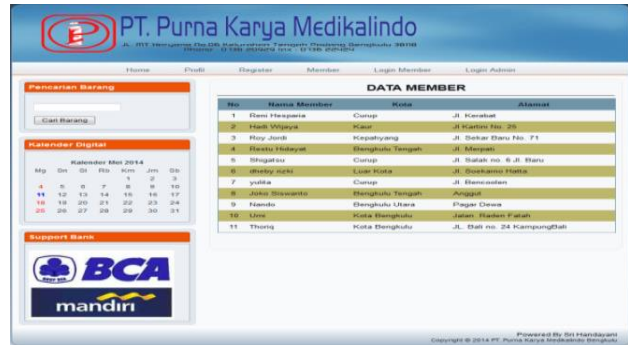 PT. Purna Karya Medikalindo
Home Profil Register Member Login Member Login Admin
Pencarian Barang
Cari Barang
Kalender Digital
Kalender Mei 2014
Mg Sn Sl Rb Km Jm Sb
1 2 3
4 5 6 7 8 9 10
11 12 13 14 15 16 17
18 19 20 21 22 23 24
25 26 27 28 29 30 31
Support Bank
BCA
mandiri
DATA MEMBER
No Nama Member Kota Alamat
1 Reni Hesparia Curup Jl. Kerabat
2 Hadi Wijaya Kaur Jl Kartini No. 25
3 Roy Jordi Kepahyang Jl. Sekar Baru No. 71
4 Restu Hidayat Bengkulu Tengah Jl. Merpati
5 Shigatsu Curup Jl. Salak no. 6 Jl. Baru
6 dheby rizki Luar Kota Jl. Soekarno Hatta
7 yulita Curup Jl. Bencoolen
8 Joko Siswanto Bengkulu Tengah Anggut
9 Nando Bengkulu Utara Pagar Dewa
10 Umi Kota Bengkulu Jalan Raden Fatah
11 Thoriq Kota Bengkulu JL. Bali no. 24 KampungBali
Powered By Sri Handayani
Copyright © 2014 PT. Purna Karya Medikalindo Bengkulu